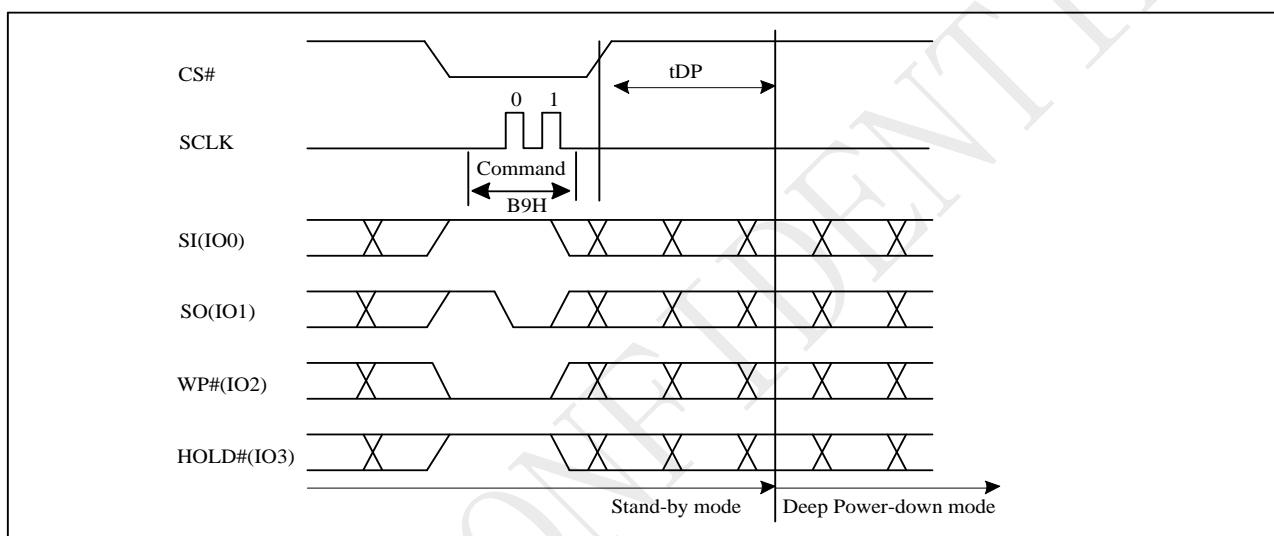 CS#
tDP
0 1
SCLK
Command
B9H
SI(IO0)
SO(IO1)
WP#(IO2)
HOLD#(IO3)
Stand-by mode Deep Power-down mode
ONFIDENTI